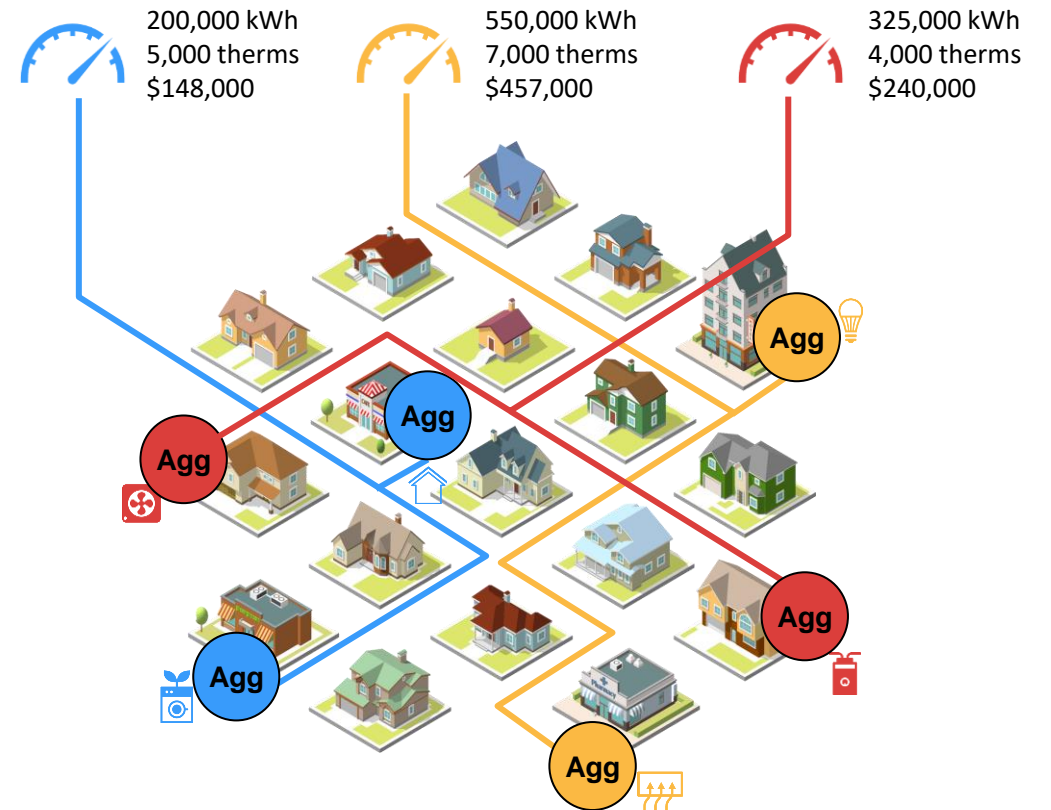 200,000 kWh
5,000 therms
$148,000
550,000 kWh
7,000 therms
$457,000
325,000 kWh
4,000 therms
$240,000
Agg
Agg
Agg
Agg
Agg
Agg